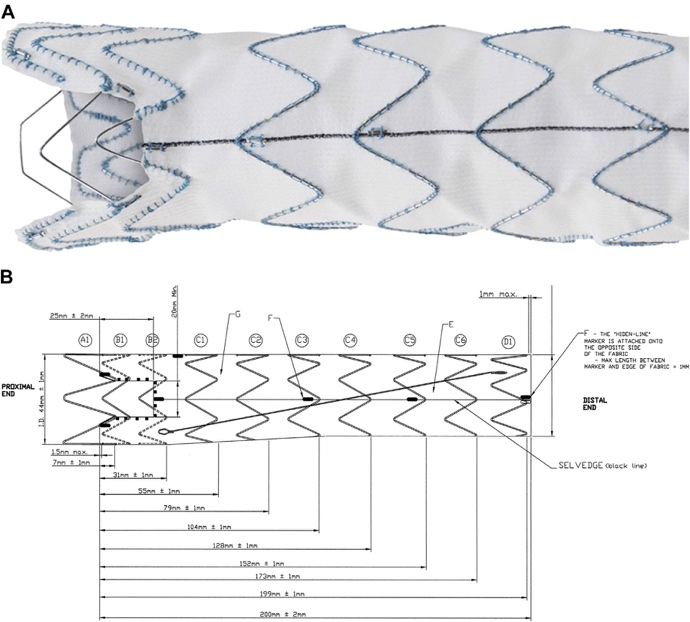 A
B
25mm ± 2mm
20mm Min.
1mm max.
A1
B1
B2
C1
C2
C3
C4
C5
C6
D1
G
F
E
F - THE "HIDEN-LINE"
MARKER IS ATTACHED ONTO
THE OPPOSITE SIDE
OF THE FABRIC
- MAX LENGTH BETWEEN
MARKER AND EDGE OF FABRIC = 1MM
PROXIMAL
END
I.D. 44mm ± 1mm
DISTAL
END
SELVEDGE (black line)
15mm max.
7mm ± 1mm
31mm ± 1mm
55mm ± 1mm
79mm ± 1mm
104mm ± 1mm
128mm ± 1mm
152mm ± 1mm
173mm ± 1mm
199mm ± 1mm
200mm ± 2mm